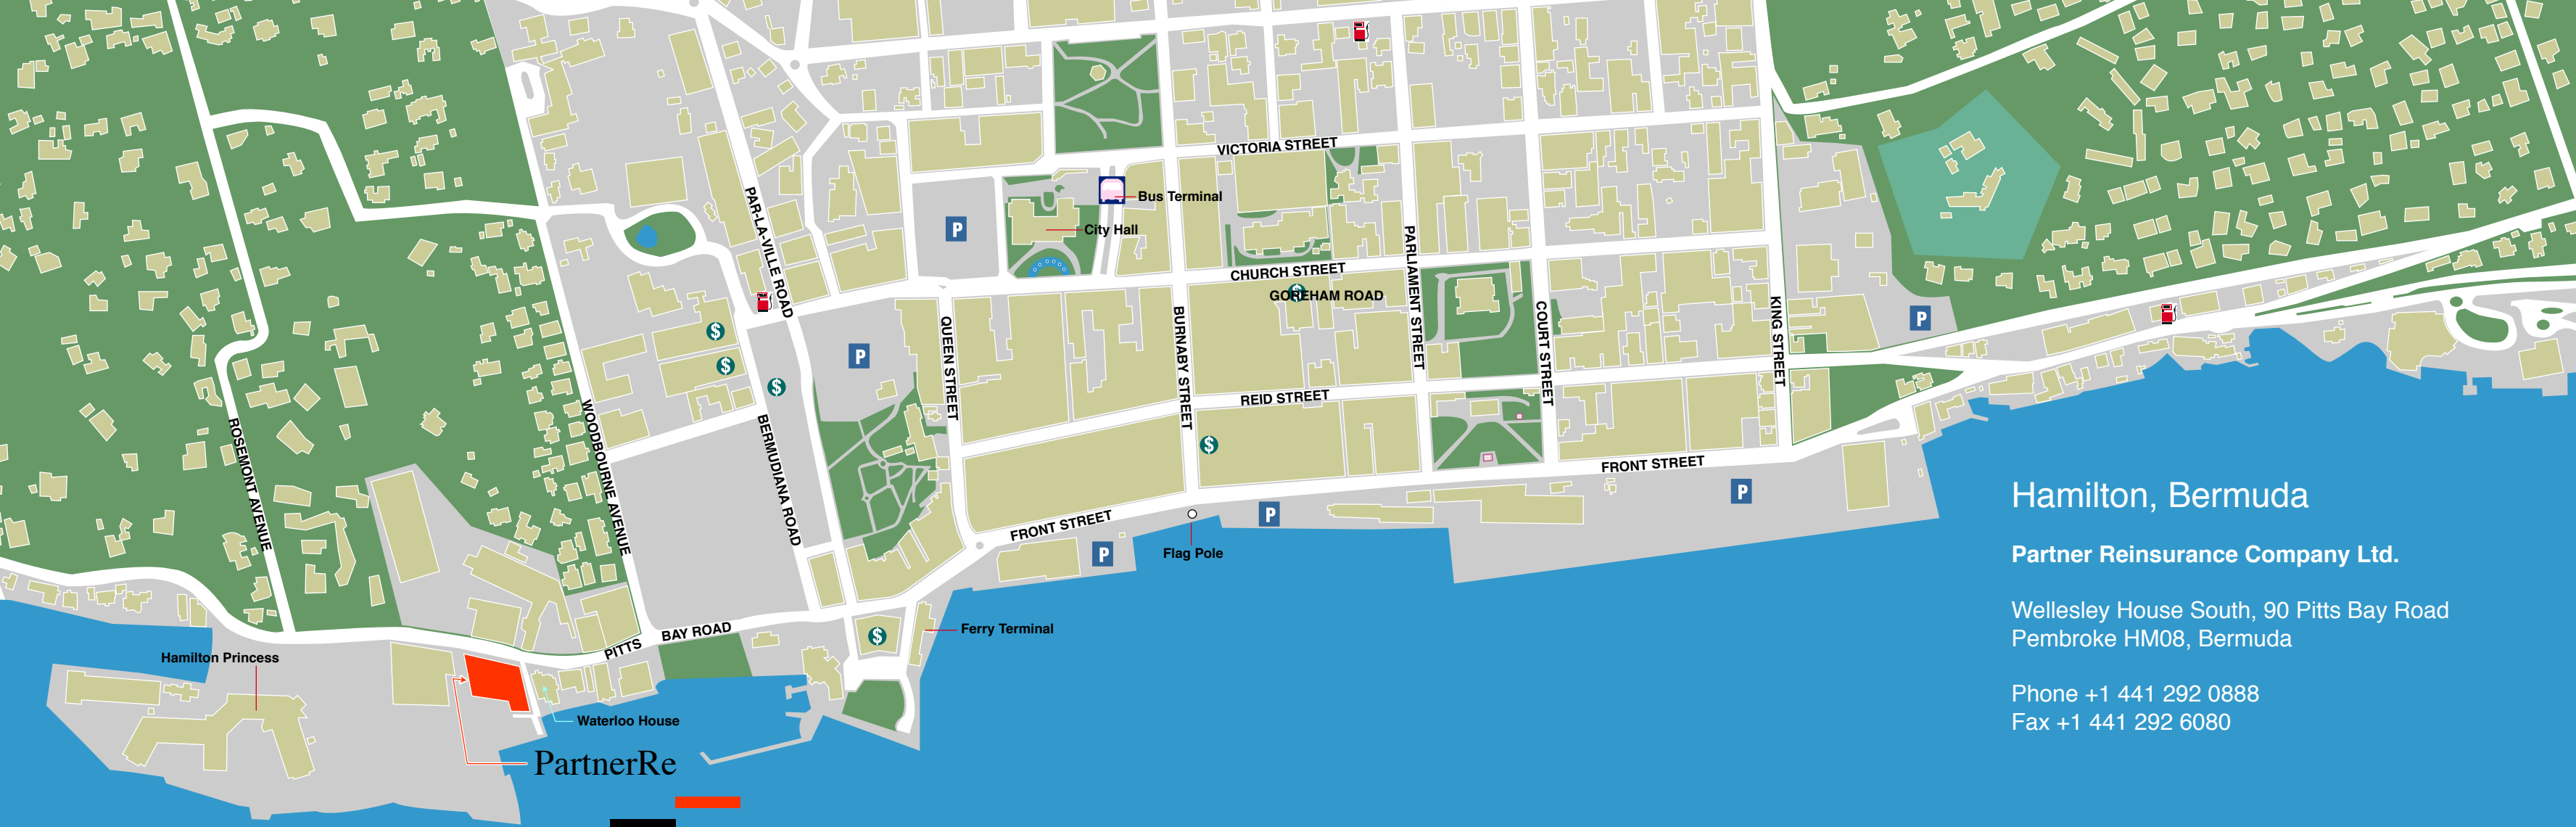 VICTORIA STREET
PAR-LA-VILLE ROAD
P
Bus Terminal
City Hall
PARLIAMENT STREET
CHURCH STREET
GOREHAM ROAD
$
KING STREET
COURT STREET
BURNABY STREET
QUEEN STREET
P
$
P
$
$
REID STREET
WOODBOURNE AVENUE
ROSEMONT AVENUE
BERMUDIANA ROAD
$
FRONT STREET
P
P
FRONT STREET
P
Flag Pole
$
Ferry Terminal
PITTS BAY ROAD
Hamilton Princess
Waterloo House
PartnerRe
Hamilton, Bermuda
Partner Reinsurance Company Ltd.
Wellesley House South, 90 Pitts Bay Road
Pembroke HM08, Bermuda
Phone +1 441 292 0888
Fax +1 441 292 6080